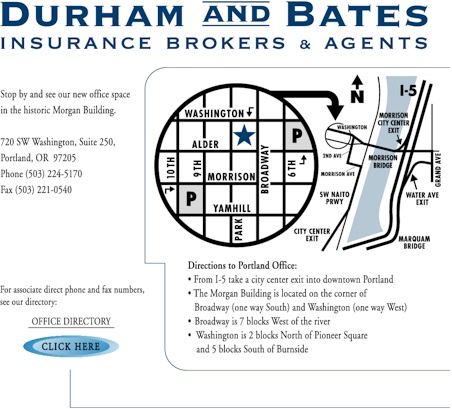 DURHAM AND BATES
INSURANCE BROKERS & AGENTS
Stop by and see our new office space
in the historic Morgan Building.
720 SW Washington, Suite 250,
Portland, OR 97205
Phone (503) 224-5170
Fax (503) 221-0540
For associate direct phone and fax numbers,
see our directory:
OFFICE DIRECTORY
CLICK HERE
WASHINGTON
ALDER
MORRISON
YAMHILL
10TH
9TH
PARK
BROADWAY
6TH
P
P
N
I-5
MORRISON
CITY CENTER
EXIT
WASHINGTON
2ND AVE
MORRISON AVE
MORRISON
BRIDGE
SW NAITO
PRWY
CITY CENTER
EXIT
GRAND AVE
WATER AVE
EXIT
MARQUAM
BRIDGE
Directions to Portland Office:
• From I-5 take a city center exit into downtown Portland
• The Morgan Building is located on the corner of
Broadway (one way South) and Washington (one way West)
• Broadway is 7 blocks West of the river
• Washington is 2 blocks North of Pioneer Square
and 5 blocks South of Burnside